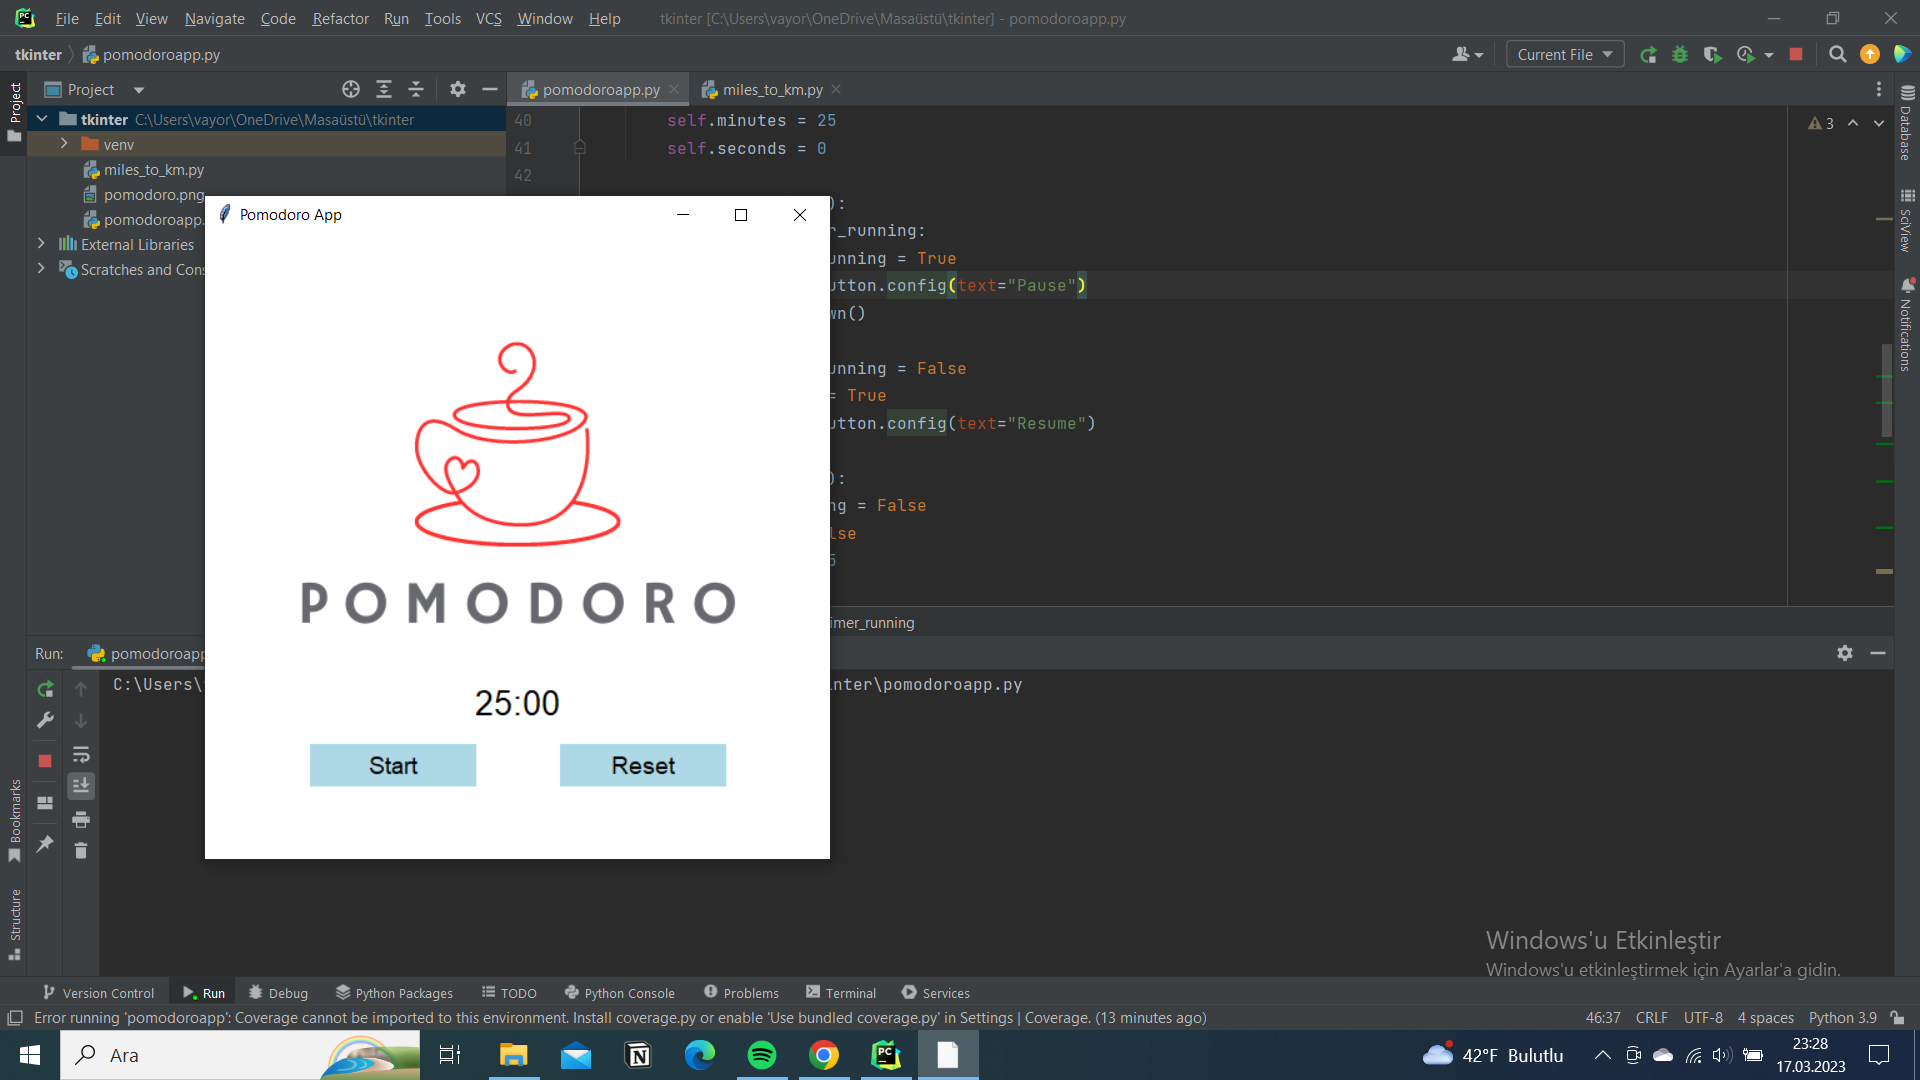 File Edit View Navigate Code Refactor Run Tools VCS Window Help tkinter [C:\Users\vayor\OneDrive\Masaüstü\tkinter] - pomodoroapp.py
tkinter pomodoroapp.py Current File
Project pomodoroapp.py miles_to_km.py
Project
tkinter C:\Users\vayor\OneDrive\Masaüstü\tkinter
venv
miles_to_km.py
pomodoro.png
pomodoroapp.
External Libraries
Scratches and Con
40 self.minutes = 25
41 self.seconds = 0
42
3
):
r_running:
unning = True
utton.config(text="Pause")
wn()
unning = False
= True
utton.config(text="Resume")
):
ng = False
lse
5
imer_running
Database
SciView
Notifications
Pomodoro App
POMODORO
25:00
Start Reset
Run: pomodoroapp
C:\Users\ nter\pomodoroapp.py
Bookmarks
Structure
Windows'u Etkinleştir
Windows'u etkinleştirmek için Ayarlar'a gidin.
Version Control Run Debug Python Packages TODO Python Console Problems Terminal Services
Error running 'pomodoroapp': Coverage cannot be imported to this environment. Install coverage.py or enable 'Use bundled coverage.py' in Settings | Coverage. (13 minutes ago) 46:37 CRLF UTF-8 4 spaces Python 3.9
Ara 42°F Bulutlu 23:28
17.03.2023